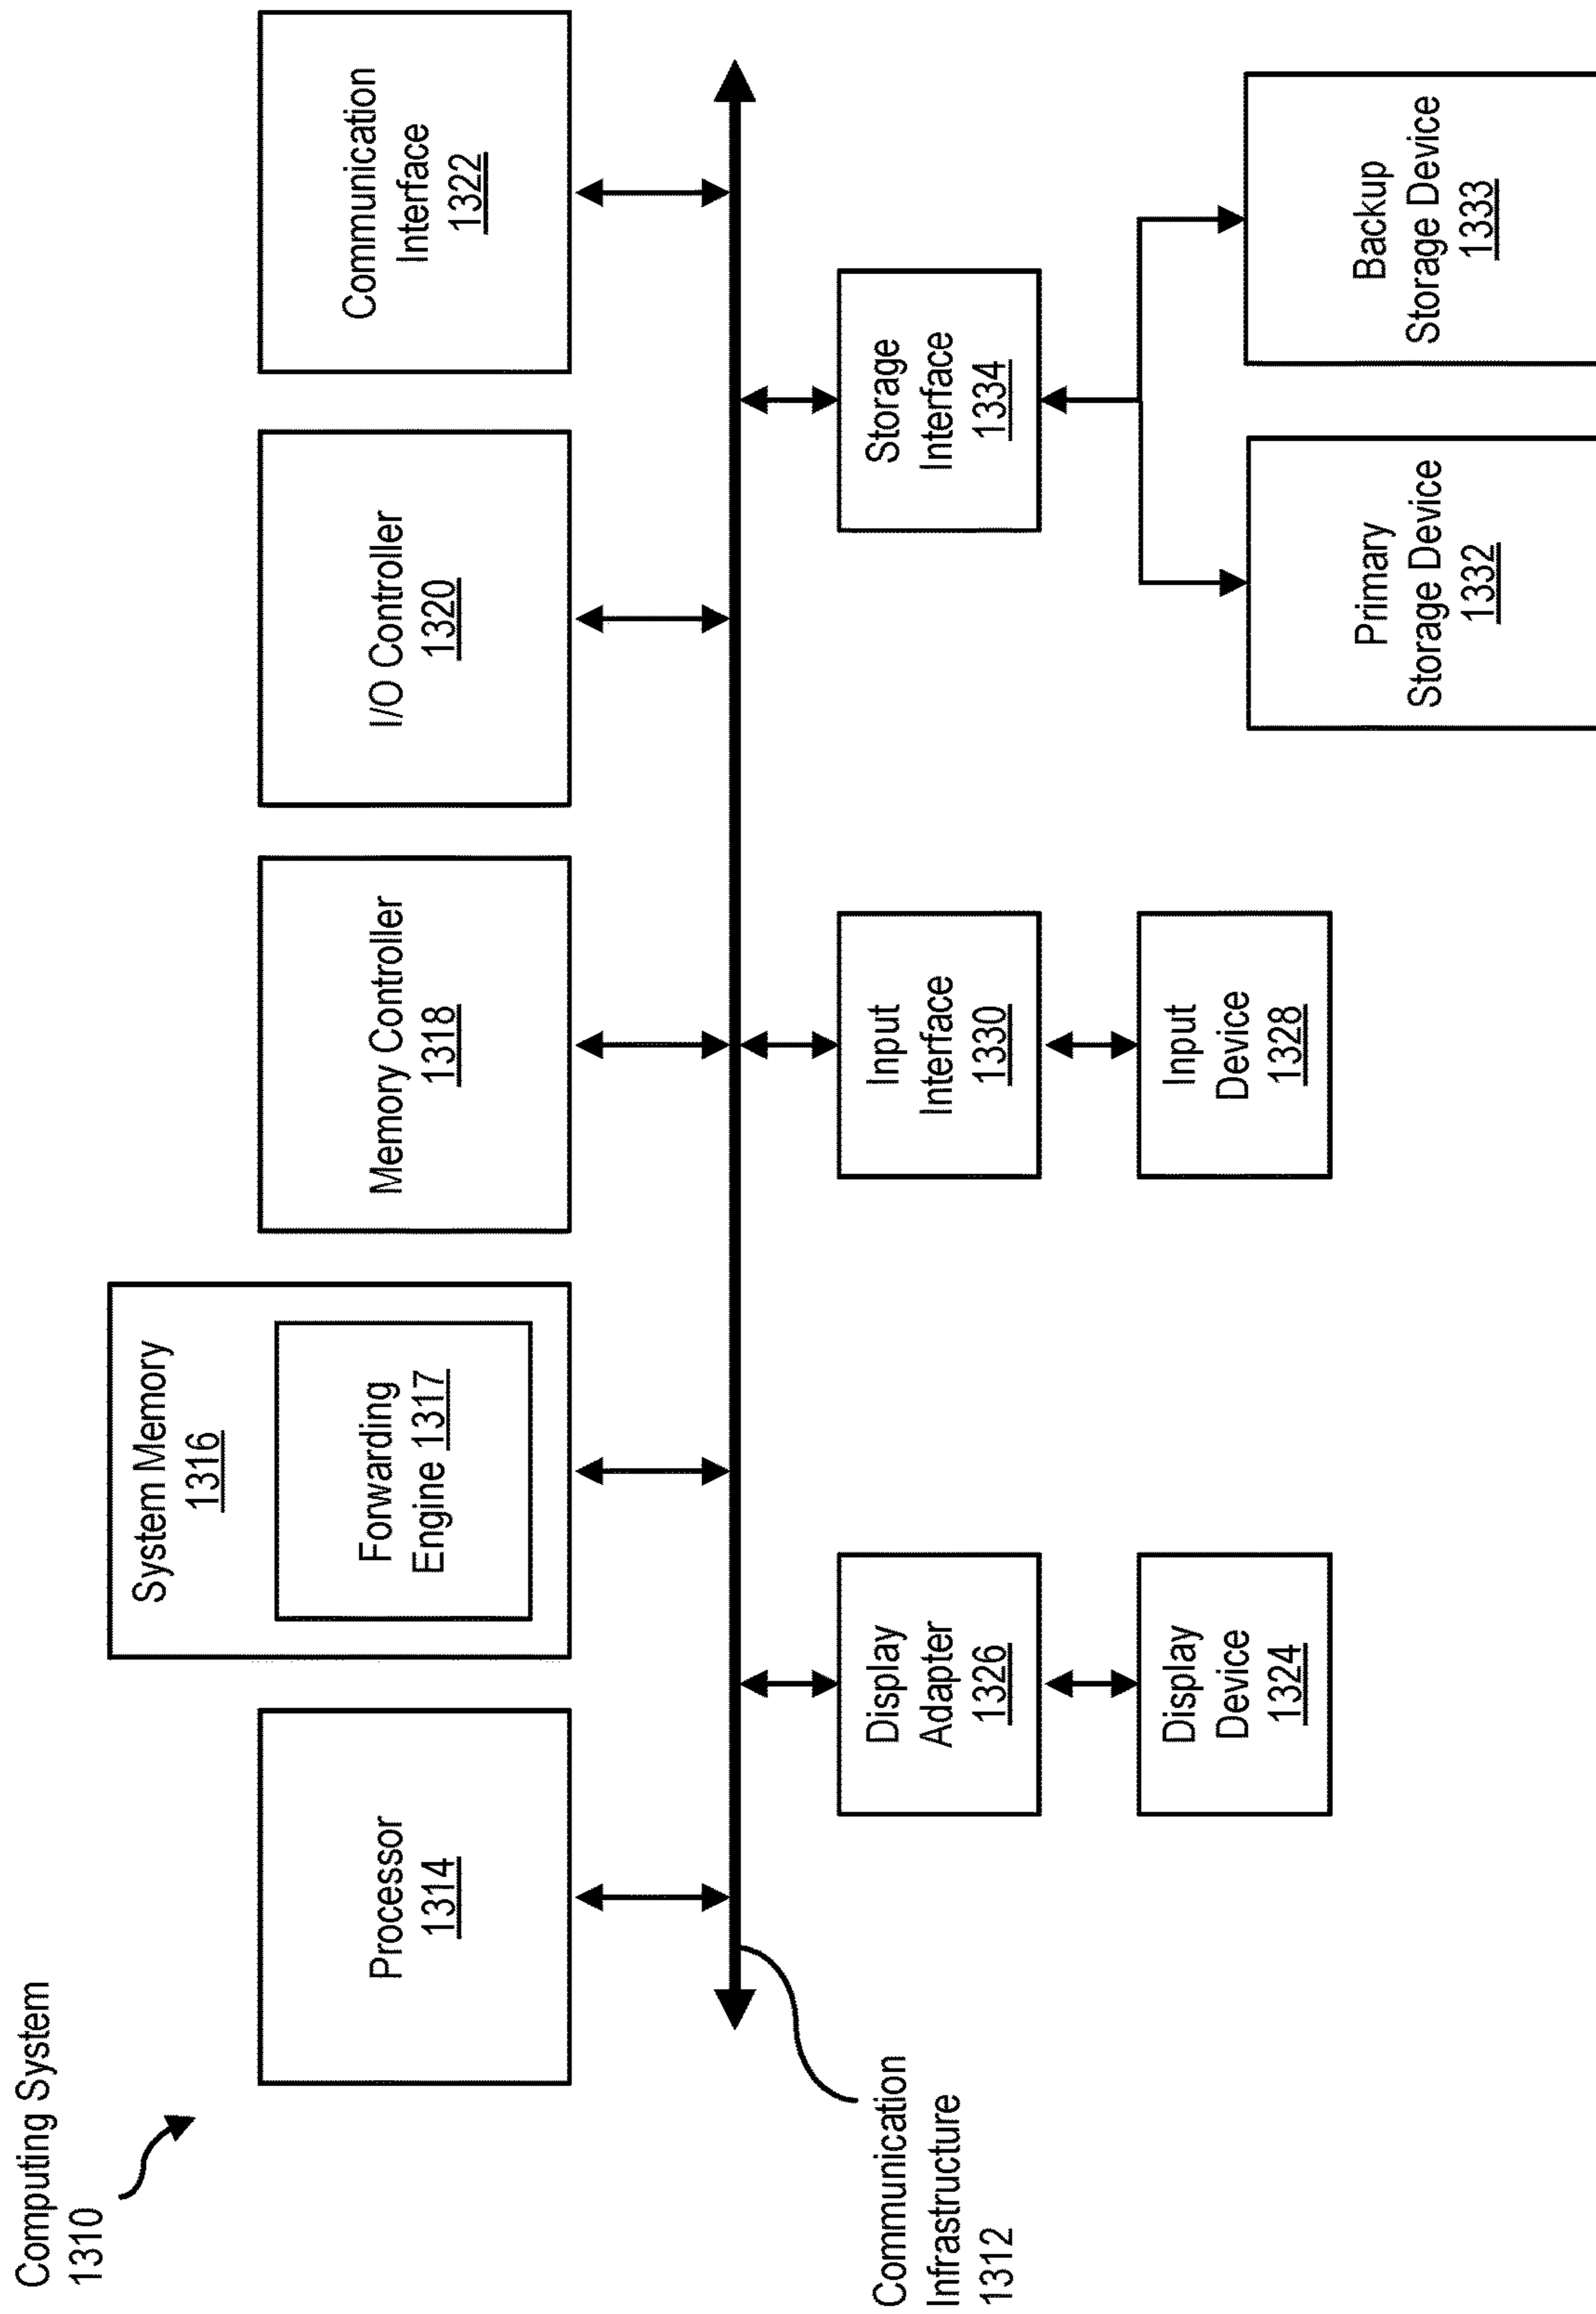 Computing System
1310
Processor
1314
System Memory
1316
Forwarding
Engine 1317
Memory Controller
1318
I/O Controller
1320
Communication
Interface
1322
Communication
Infrastructure
1312
Display
Adapter
1326
Display
Device
1324
Input
Interface
1330
Input
Device
1328
Storage
Interface
1334
Primary
Storage Device
1332
Backup
Storage Device
1333